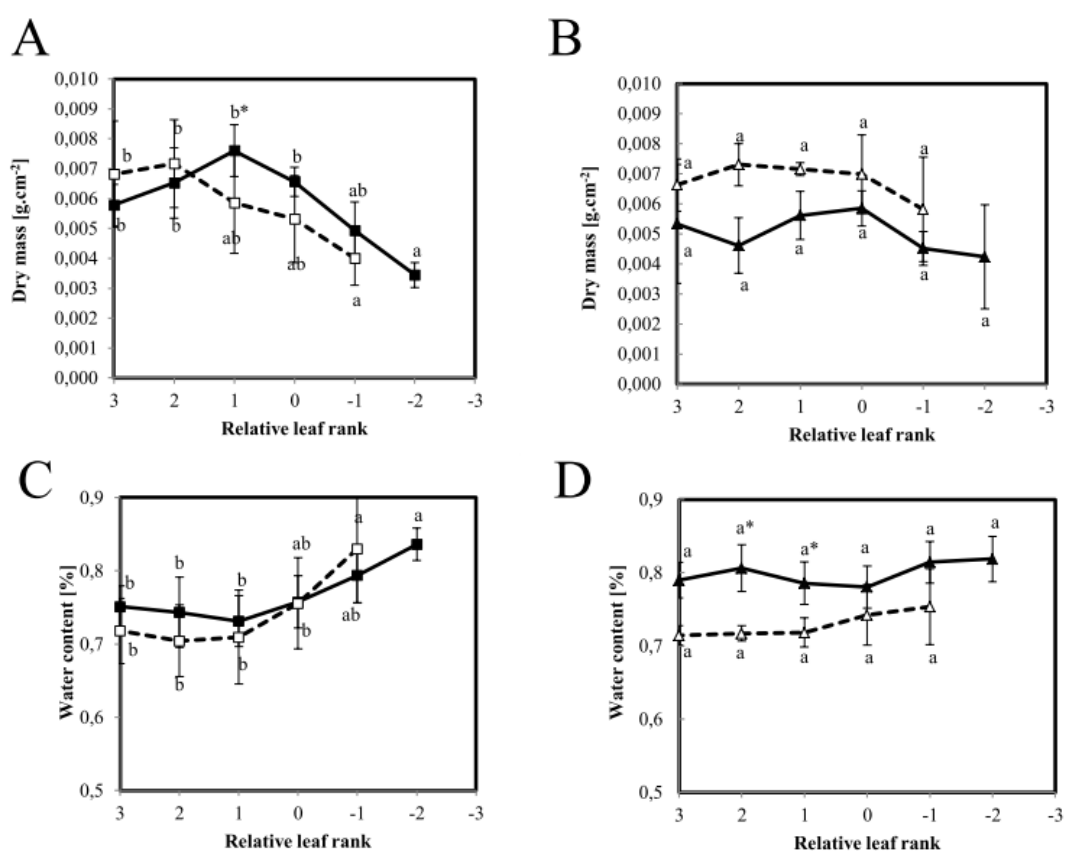 A
0,010
0,009
0,008
0,007
0,006
0,005
0,004
0,003
0,002
0,001
0,000
Dry mass [g.cm-2]
b b b* b ab a
b b ab ab a
3 2 1 0 -1 -2 -3
Relative leaf rank
B
0,010
0,009
0,008
0,007
0,006
0,005
0,004
0,003
0,002
0,001
0,000
Dry mass [g.cm-2]
a a a a a
a a a a a a
3 2 1 0 -1 -2 -3
Relative leaf rank
C
0,9
0,8
0,7
0,6
0,5
Water content [%]
b b b ab a a
b b b b ab
3 2 1 0 -1 -2 -3
Relative leaf rank
D
0,9
0,8
0,7
0,6
0,5
Water content [%]
a a* a* a a a
a a a a a
3 2 1 0 -1 -2 -3
Relative leaf rank